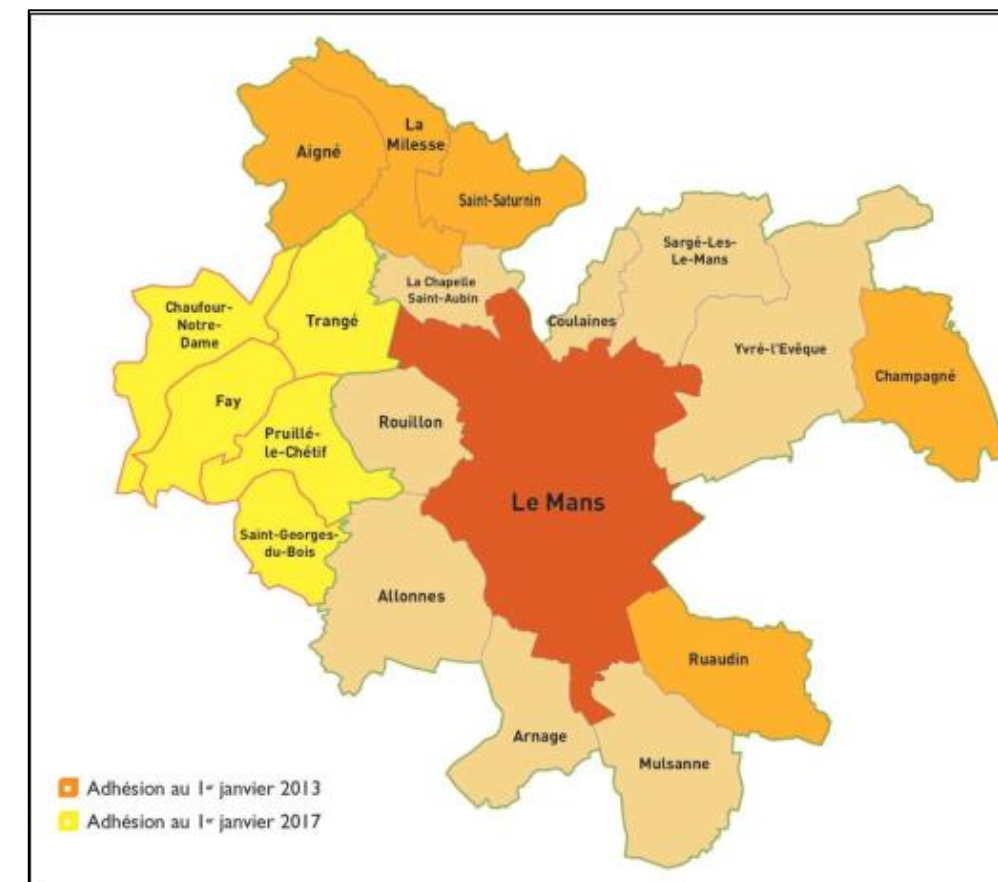 La
Milesse
Aigné
Saint-Saturnin
Sargé-Les-
Le-Mans
La Chapelle
Saint-Aubin
Chaufour-
Notre-
Dame
Trangé
Coulaines
Yvré-l'Evêque
Champagné
Fay
Rouillon
Pruillé-
le-Chétif
Le Mans
Saint-Georges-
du-Bois
Allonnes
Ruaudin
Arnage
Mulsanne
Adhésion au 1er janvier 2013
Adhésion au 1er janvier 2017